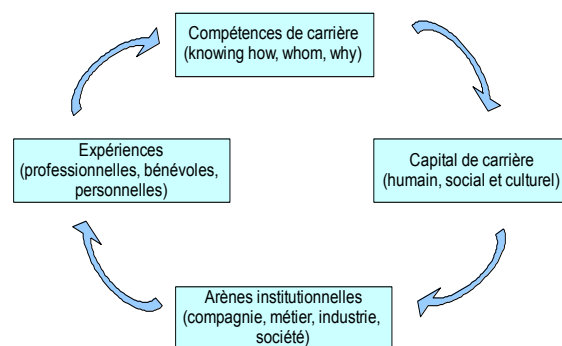 Compétences de carrière
(knowing how, whom, why)
Expériences
(professionnelles, bénévoles,
personnelles)
Capital de carrière
(humain, social et culturel)
Arènes institutionnelles
(compagnie, métier, industrie,
société)